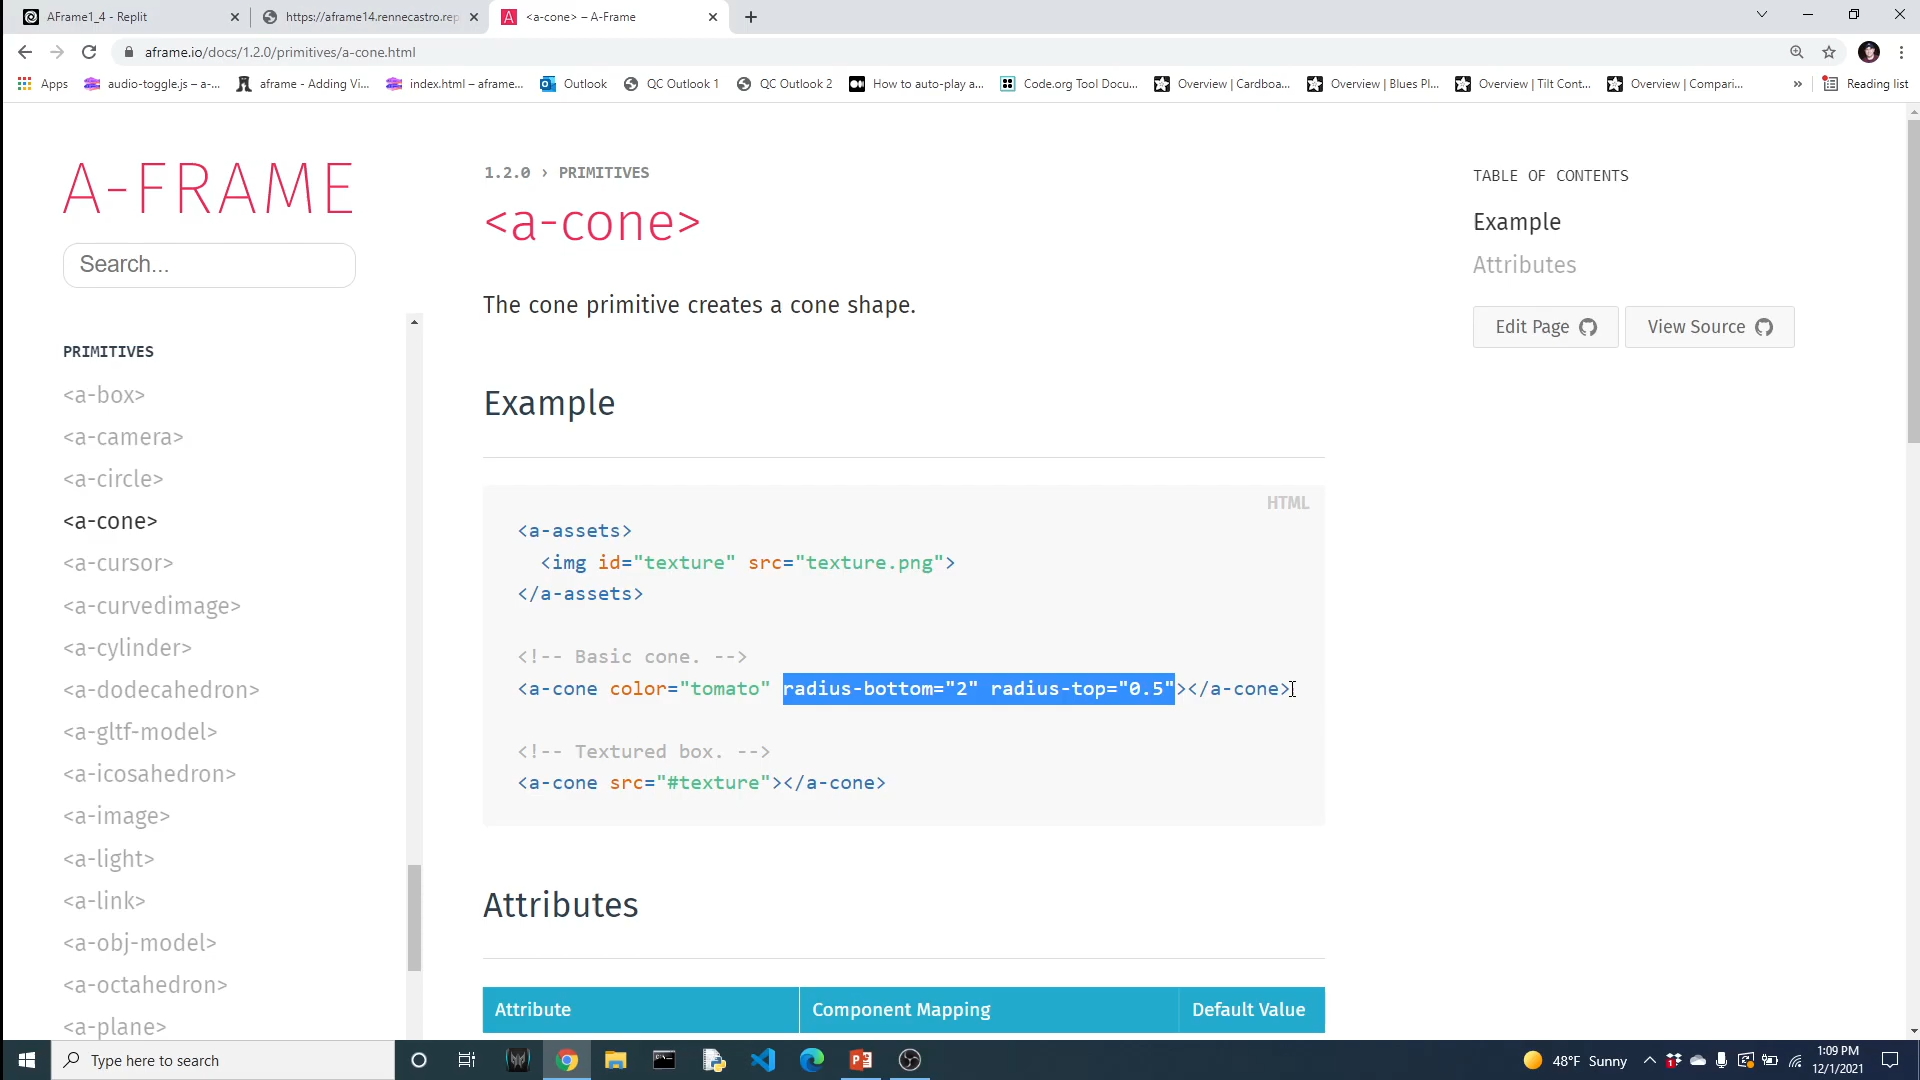 AFrame1_4 - Replit
https://aframe14.rennecastro.rep
<a-cone> – A-Frame
aframe.io/docs/1.2.0/primitives/a-cone.html
Apps
audio-toggle.js – a-...
aframe - Adding Vi...
index.html – aframe...
Outlook
QC Outlook 1
QC Outlook 2
How to auto-play a...
Code.org Tool Docu...
Overview | Cardboa...
Overview | Blues Pl...
Overview | Tilt Cont...
Overview | Compari...
»
Reading list
A-FRAME
Search...
PRIMITIVES
<a-box>
<a-camera>
<a-circle>
<a-cone>
<a-cursor>
<a-curvedimage>
<a-cylinder>
<a-dodecahedron>
<a-gltf-model>
<a-icosahedron>
<a-image>
<a-light>
<a-link>
<a-obj-model>
<a-octahedron>
<a-plane>
1.2.0 › PRIMITIVES
<a-cone>
The cone primitive creates a cone shape.
Example
HTML
<a-assets>
<img id="texture" src="texture.png">
</a-assets>
<!-- Basic cone. -->
<a-cone color="tomato" radius-bottom="2" radius-top="0.5"></a-cone>
<!-- Textured box. -->
<a-cone src="#texture"></a-cone>
Attributes
Attribute Component Mapping Default Value
TABLE OF CONTENTS
Example
Attributes
Edit Page
View Source
Type here to search
48°F Sunny
1:09 PM
12/1/2021